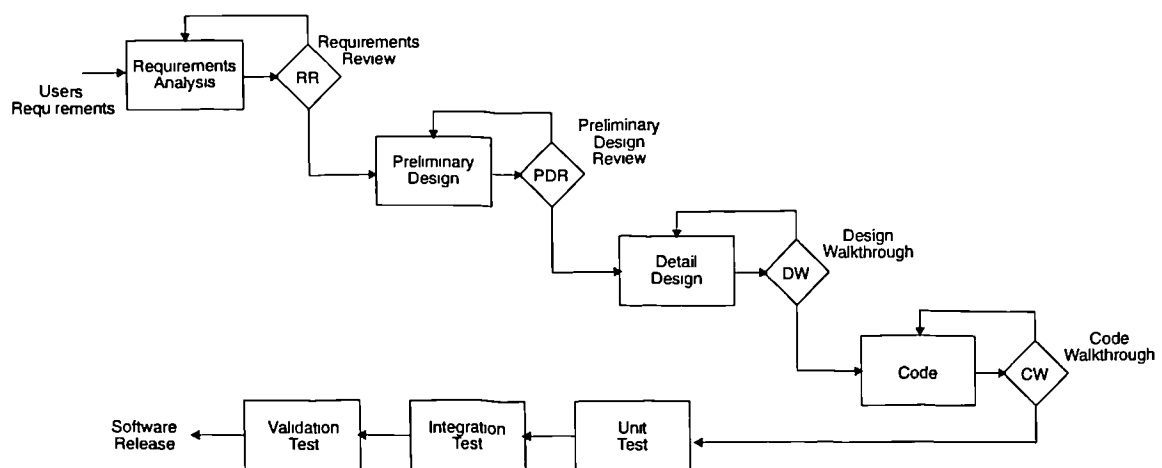 Requirements
Review
Requirements
Analysis
RR
Users
Requ rements
Preliminary
Design
Review
Preliminary
Design
PDR
Design
Walkthrough
Detail
Design
DW
Code
Walkthrough
Code
CW
Software
Release
Validation
Test
Integration
Test
Unit
Test